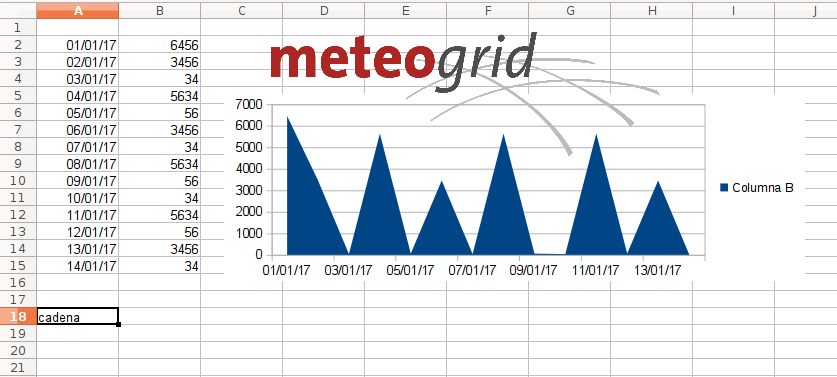 A B C D E F G H I J
1
2 01/01/17 6456
3 02/01/17 3456
4 03/01/17 34
5 04/01/17 5634
6 05/01/17 56
7 06/01/17 3456
8 07/01/17 34
9 08/01/17 5634
10 09/01/17 56
11 10/01/17 34
12 11/01/17 5634
13 12/01/17 56
14 13/01/17 3456
15 14/01/17 34
16
17
18 cadena
19
20
21
meteogrid
7000
6000
5000
4000
3000
2000
1000
0
01/01/17 03/01/17 05/01/17 07/01/17 09/01/17 11/01/17 13/01/17
Columna B